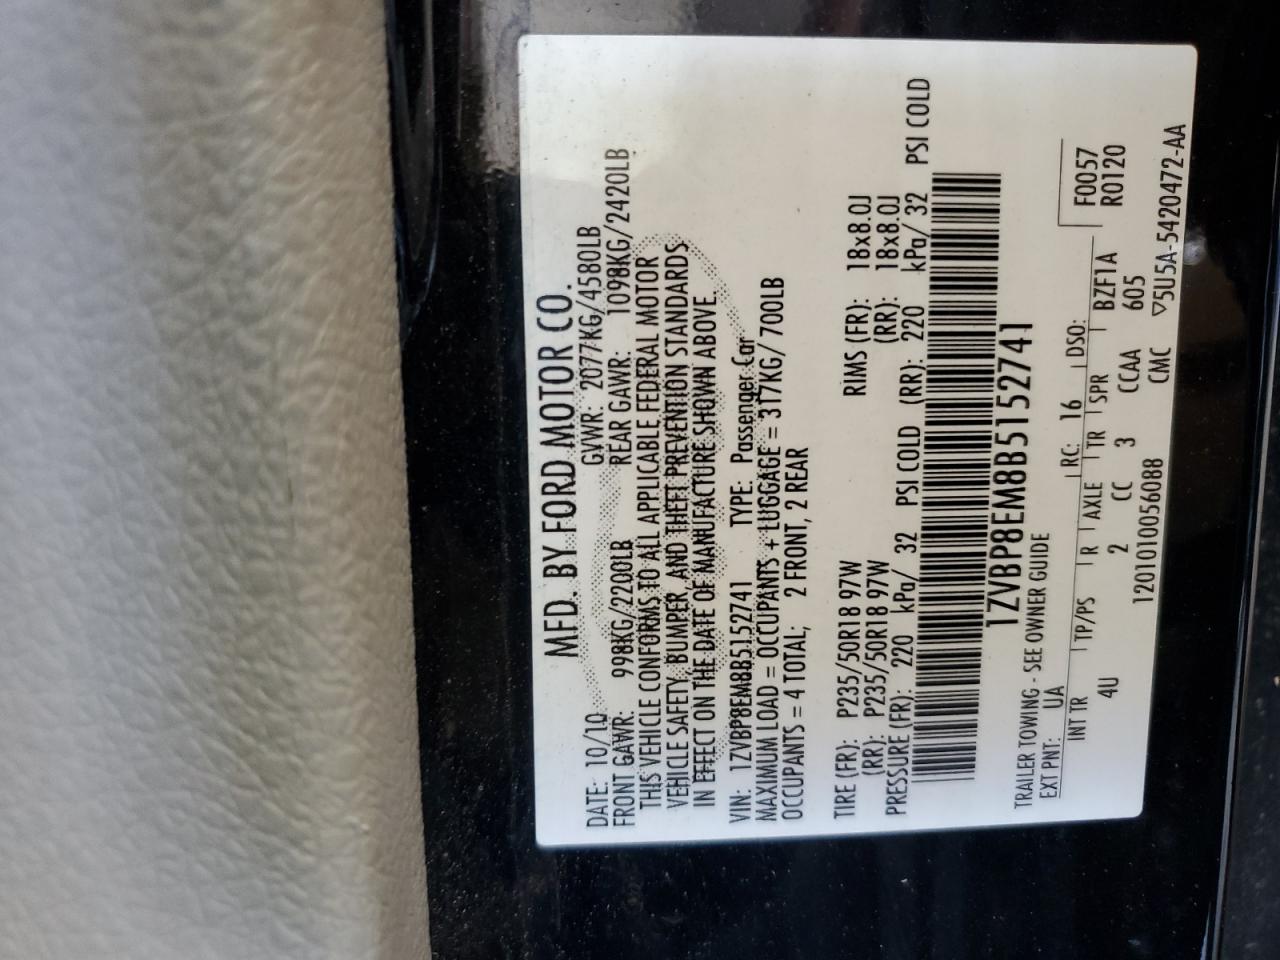 MFD. BY FORD MOTOR CO.
DATE: 10/10 GVWR: 2077KG/4580LB
FRONT GAWR: 998KG/2200LB REAR GAWR: 1098KG/2420LB
THIS VEHICLE CONFORMS TO ALL APPLICABLE FEDERAL MOTOR
VEHICLE SAFETY, BUMPER, AND THEFT PREVENTION STANDARDS
IN EFFECT ON THE DATE OF MANUFACTURE SHOWN ABOVE.
VIN: 1ZVBP8EM8B5152741 TYPE: Passenger Car
MAXIMUM LOAD = OCCUPANTS + LUGGAGE = 317KG/700LB
OCCUPANTS = 4 TOTAL; 2 FRONT, 2 REAR
TIRE (FR): P235/50R18 97W RIMS (FR): 18x8.0J
(RR): P235/50R18 97W (RR): 18x8.0J
PRESSURE (FR): 220 kPa/ 32 PSI COLD (RR): 220 kPa/ 32 PSI COLD
1ZVBP8EM8B5152741
TRAILER TOWING - SEE OWNER GUIDE
EXT PNT: UA RC: 16 DSO: F0057
R0120
INT TR TP/PS R AXLE TR SPR
4U 2 CC 3 CCAA BZF1A
605
1201010056088 CMC ▽5U5A-5420472-AA